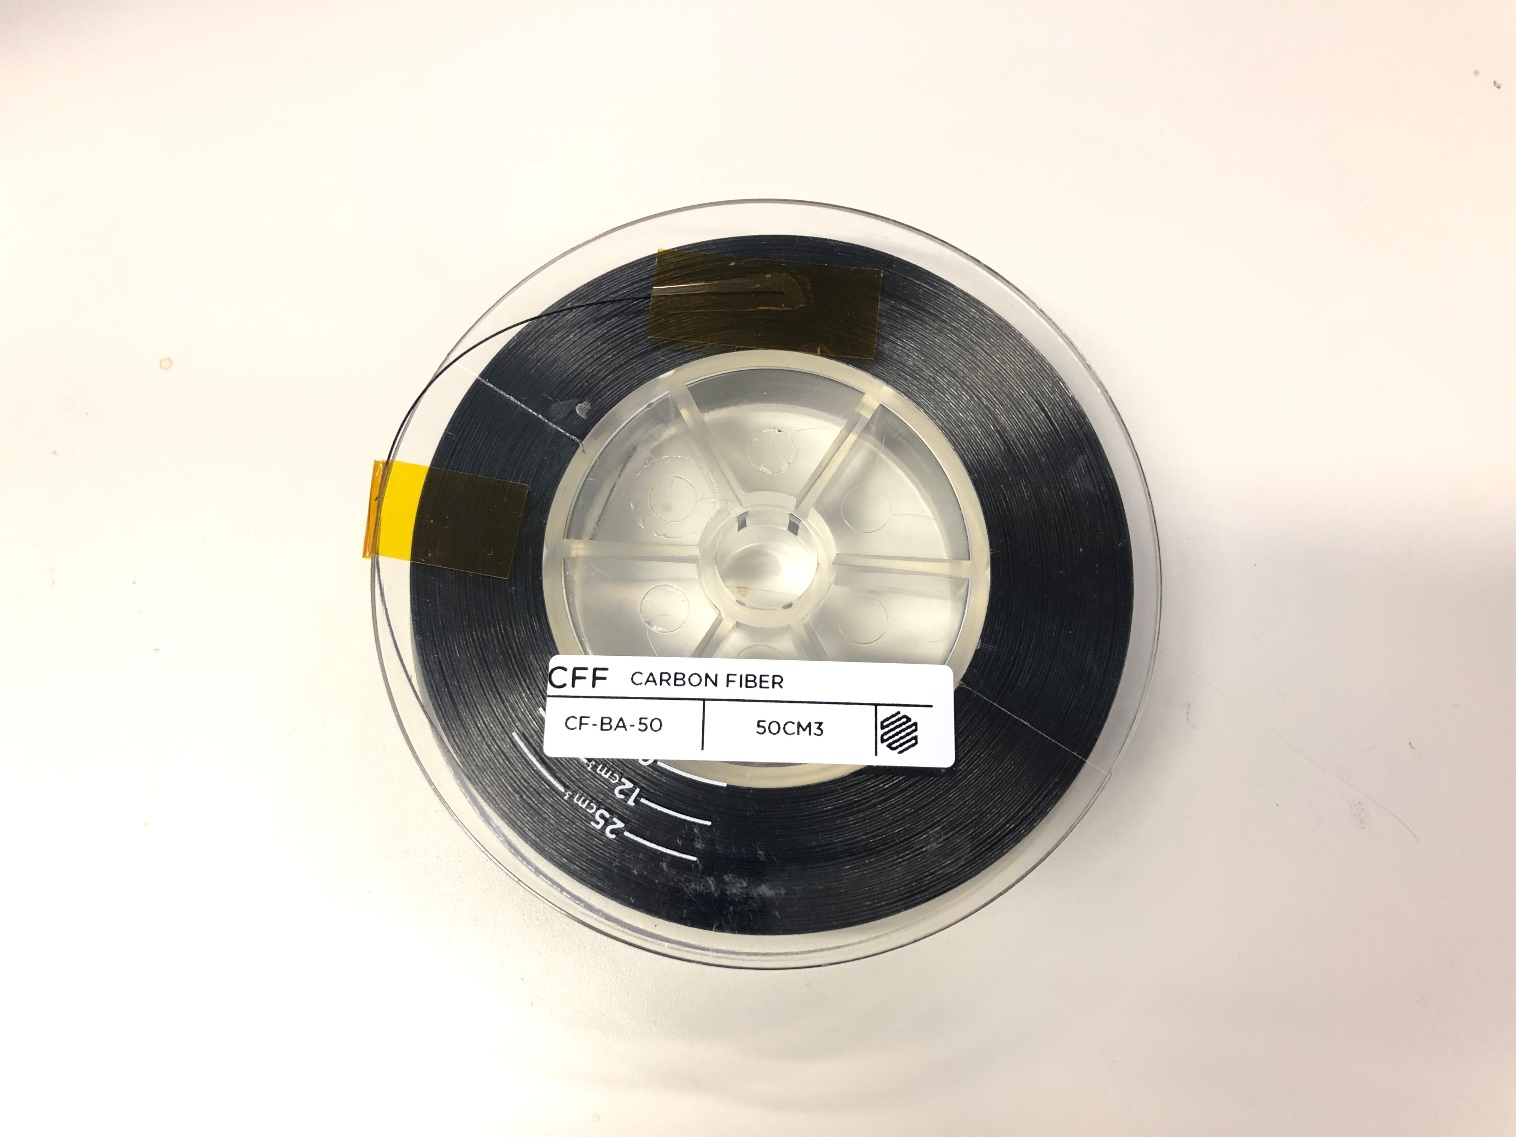 CFF CARBON FIBER
CF-BA-50 50CM3
12cm³
25cm³